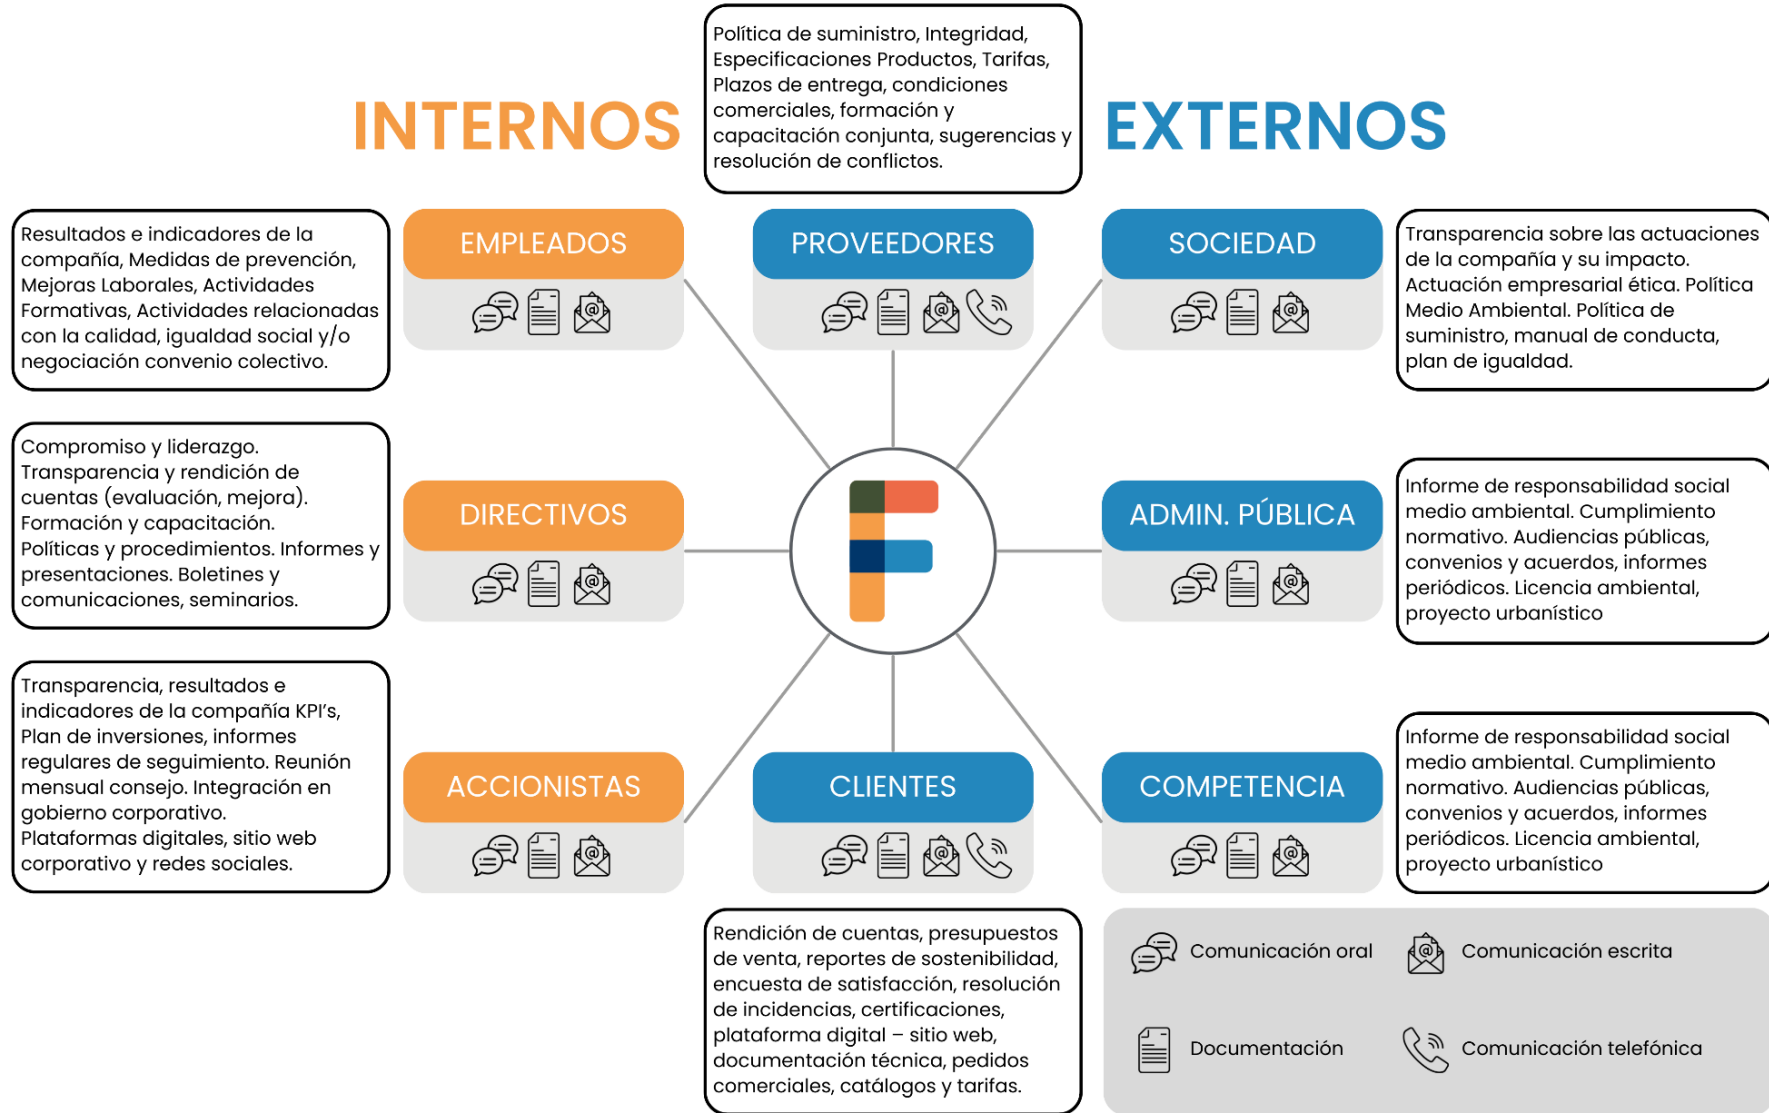 Política de suministro, Integridad,
Especificaciones Productos, Tarifas,
Plazos de entrega, condiciones
comerciales, formación y
capacitación conjunta, sugerencias y
resolución de conflictos.
INTERNOS
EXTERNOS
Resultados e indicadores de la
compañía, Medidas de prevención,
Mejoras Laborales, Actividades
Formativas, Actividades relacionadas
con la calidad, igualdad social y/o
negociación convenio colectivo.
EMPLEADOS
PROVEEDORES
SOCIEDAD
Transparencia sobre las actuaciones
de la compañía y su impacto.
Actuación empresarial ética. Política
Medio Ambiental. Política de
suministro, manual de conducta,
plan de igualdad.
Compromiso y liderazgo.
Transparencia y rendición de
cuentas (evaluación, mejora).
Formación y capacitación.
Políticas y procedimientos. Informes y
presentaciones. Boletines y
comunicaciones, seminarios.
DIRECTIVOS
F
ADMIN. PÚBLICA
Informe de responsabilidad social
medio ambiental. Cumplimiento
normativo. Audiencias públicas,
convenios y acuerdos, informes
periódicos. Licencia ambiental,
proyecto urbanístico
Transparencia, resultados e
indicadores de la compañía KPI's,
Plan de inversiones, informes
regulares de seguimiento. Reunión
mensual consejo. Integración en
gobierno corporativo.
Plataformas digitales, sitio web
corporativo y redes sociales.
ACCIONISTAS
CLIENTES
COMPETENCIA
Informe de responsabilidad social
medio ambiental. Cumplimiento
normativo. Audiencias públicas,
convenios y acuerdos, informes
periódicos. Licencia ambiental,
proyecto urbanístico
Rendición de cuentas, presupuestos
de venta, reportes de sostenibilidad,
encuesta de satisfacción, resolución
de incidencias, certificaciones,
plataforma digital – sitio web,
documentación técnica, pedidos
comerciales, catálogos y tarifas.
Comunicación oral
Comunicación escrita
Documentación
Comunicación telefónica